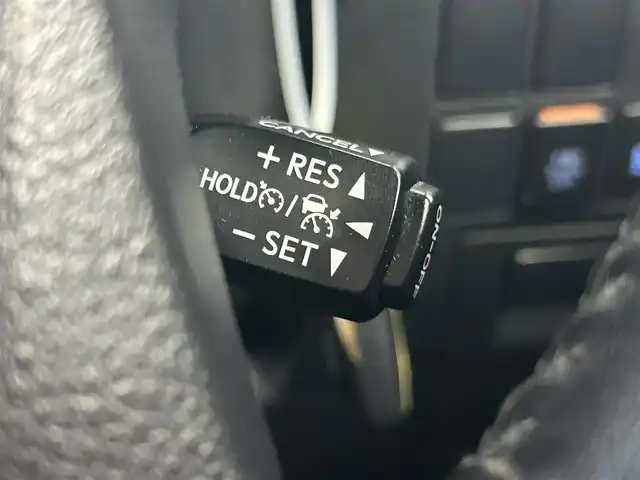 CANCEL
+ RES
HOLD /
− SET
ON-OFF